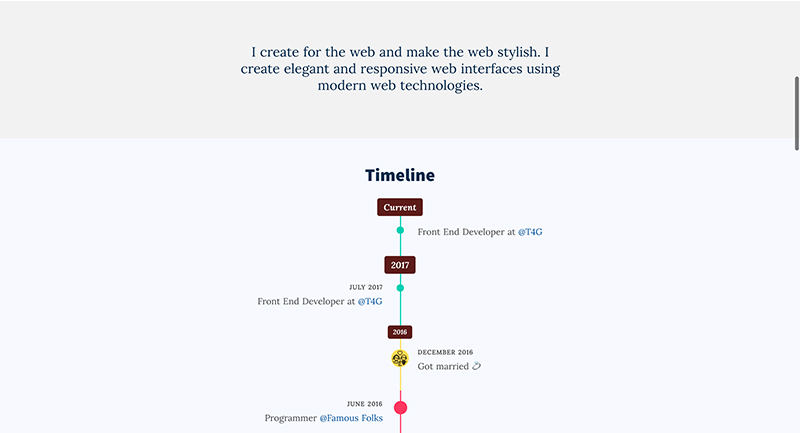 I create for the web and make the web stylish. I
create elegant and responsive web interfaces using
modern web technologies.
Timeline
Current
Front End Developer at @T4G
2017
JULY 2017
Front End Developer at @T4G
2016
DECEMBER 2016
Got married 💍
JUNE 2016
Programmer @Famous Folks